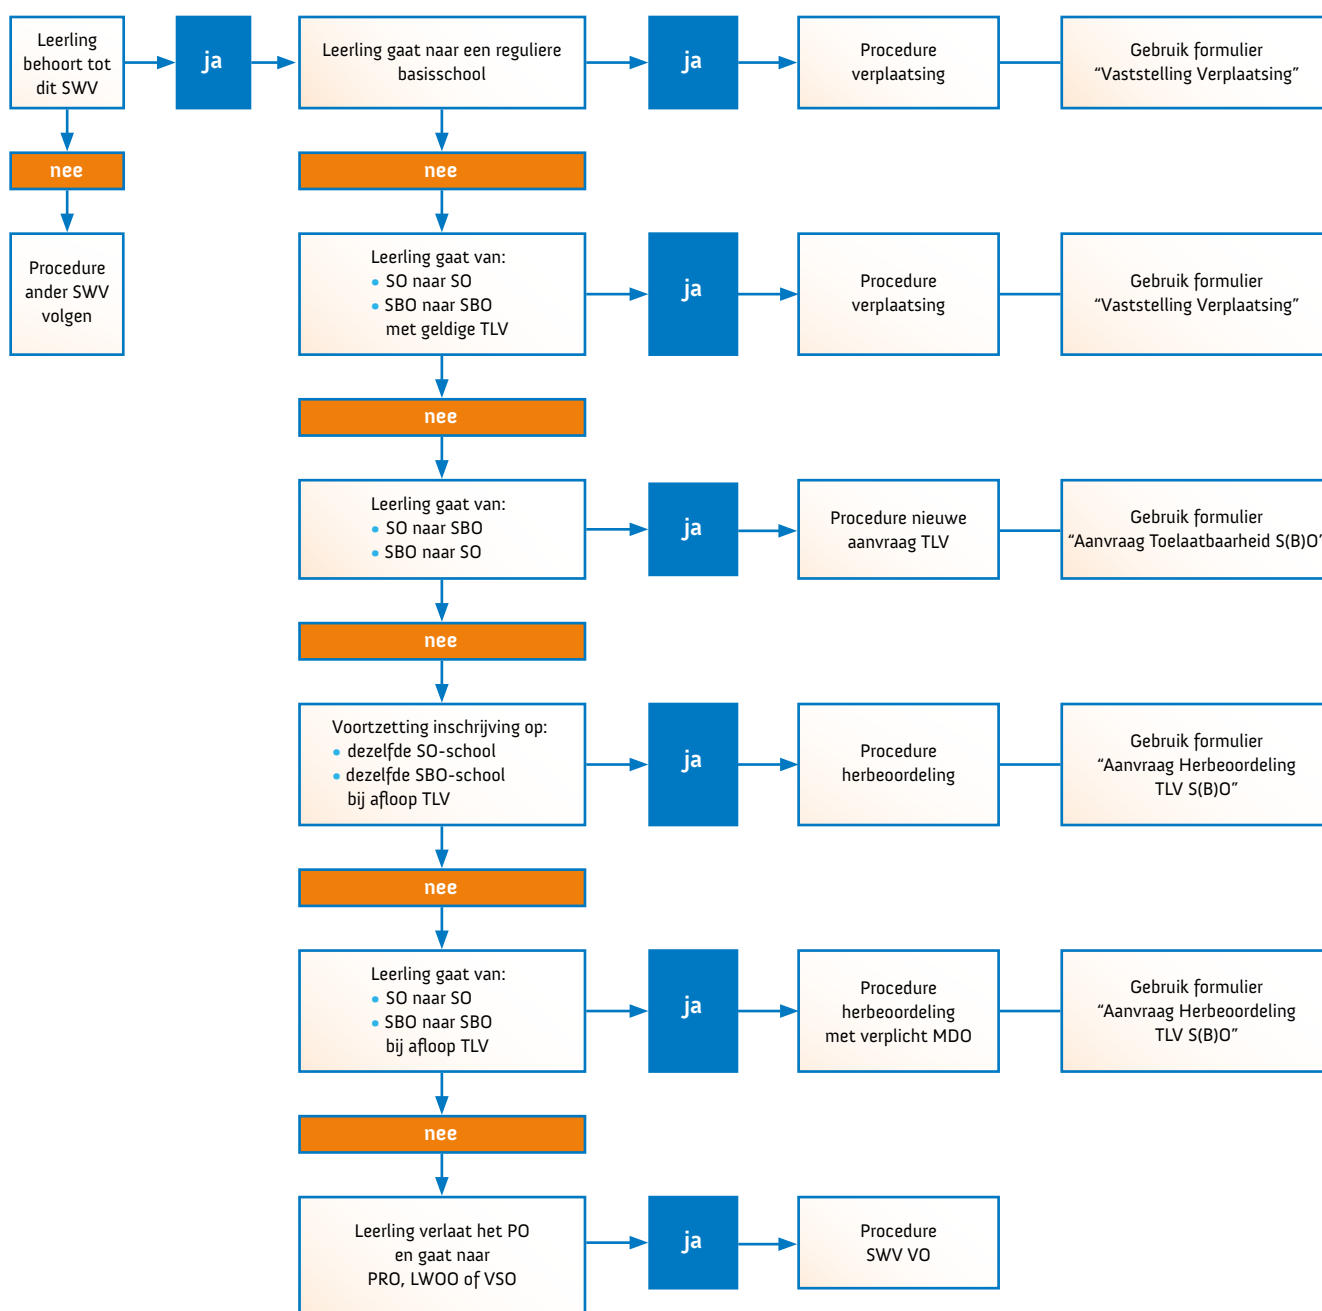 Leerling
behoort tot
dit SWV
ja
Leerling gaat naar een reguliere
basisschool
ja
Procedure
verplaatsing
Gebruik formulier
“Vaststelling Verplaatsing”
nee
nee
Procedure
ander SWV
volgen
Leerling gaat van:
• SO naar SO
• SBO naar SBO
met geldige TLV
ja
Procedure
verplaatsing
Gebruik formulier
“Vaststelling Verplaatsing”
nee
Leerling gaat van:
• SO naar SBO
• SBO naar SO
ja
Procedure nieuwe
aanvraag TLV
Gebruik formulier
“Aanvraag Toelaatbaarheid S(B)O”
nee
Voortzetting inschrijving op:
• dezelfde SO-school
• dezelfde SBO-school
bij afloop TLV
ja
Procedure
herbeoordeling
Gebruik formulier
“Aanvraag Herbeoordeling
TLV S(B)O”
nee
Leerling gaat van:
• SO naar SO
• SBO naar SBO
bij afloop TLV
ja
Procedure
herbeoordeling
met verplicht MDO
Gebruik formulier
“Aanvraag Herbeoordeling
TLV S(B)O”
nee
Leerling verlaat het PO
en gaat naar
PRO, LWOO of VSO
ja
Procedure
SWV VO